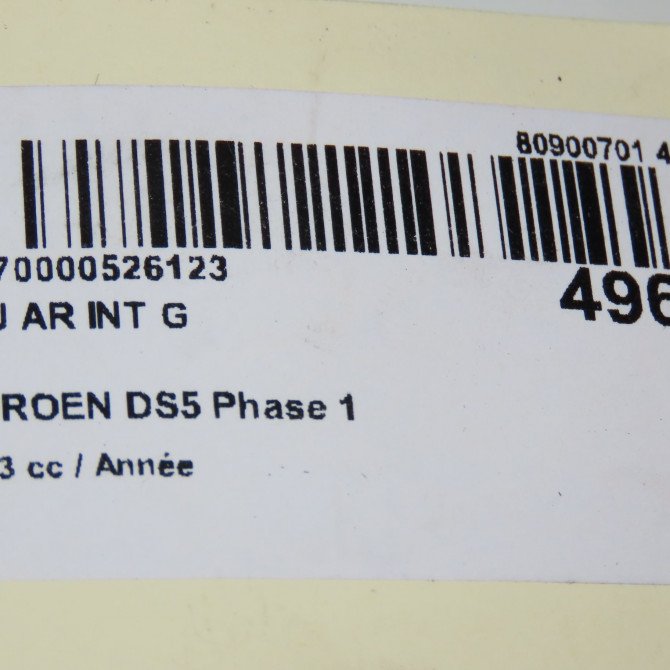 80900701 4
70000526123
496
U AR INT G
ROEN DS5 Phase 1
3 cc / Année